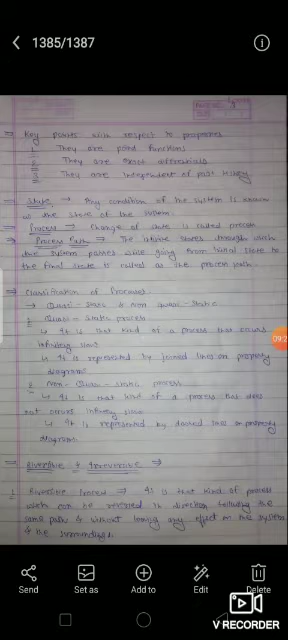 1385/1387
Key points with respect to properties
1 They are point functions
2 They are exact differentials
3 They are independent of past history
⇒ State → Any condition of the system is known
as the state of the system.
⇒ Process → Change of state is called process
⇒ Process Path → The states through which
the system passes while going from initial state to
the final state is called as the process path.
⇒ Classification of Processes
→ Quasi-Static & non quasi-static
1 Quasi-static process
↳ It is that kind of a process that occurs
infinitely slow
↳ It is represented by joined lines on property
diagrams
2 Non-Quasi-static process
↳ It is that kind of a process that does
not occurs infinitely slow
↳ It is represented by dashed lines on property
diagrams.
⇒ Reversible & Irreversible ⇒
1 Reversible Process ⇒ It is that kind of process
which can be reversed in direction following the
same path & without leaving any effect on the system
& the surroundings.
09:2
Send
Set as
Add to
Edit
Delete
V RECORDER